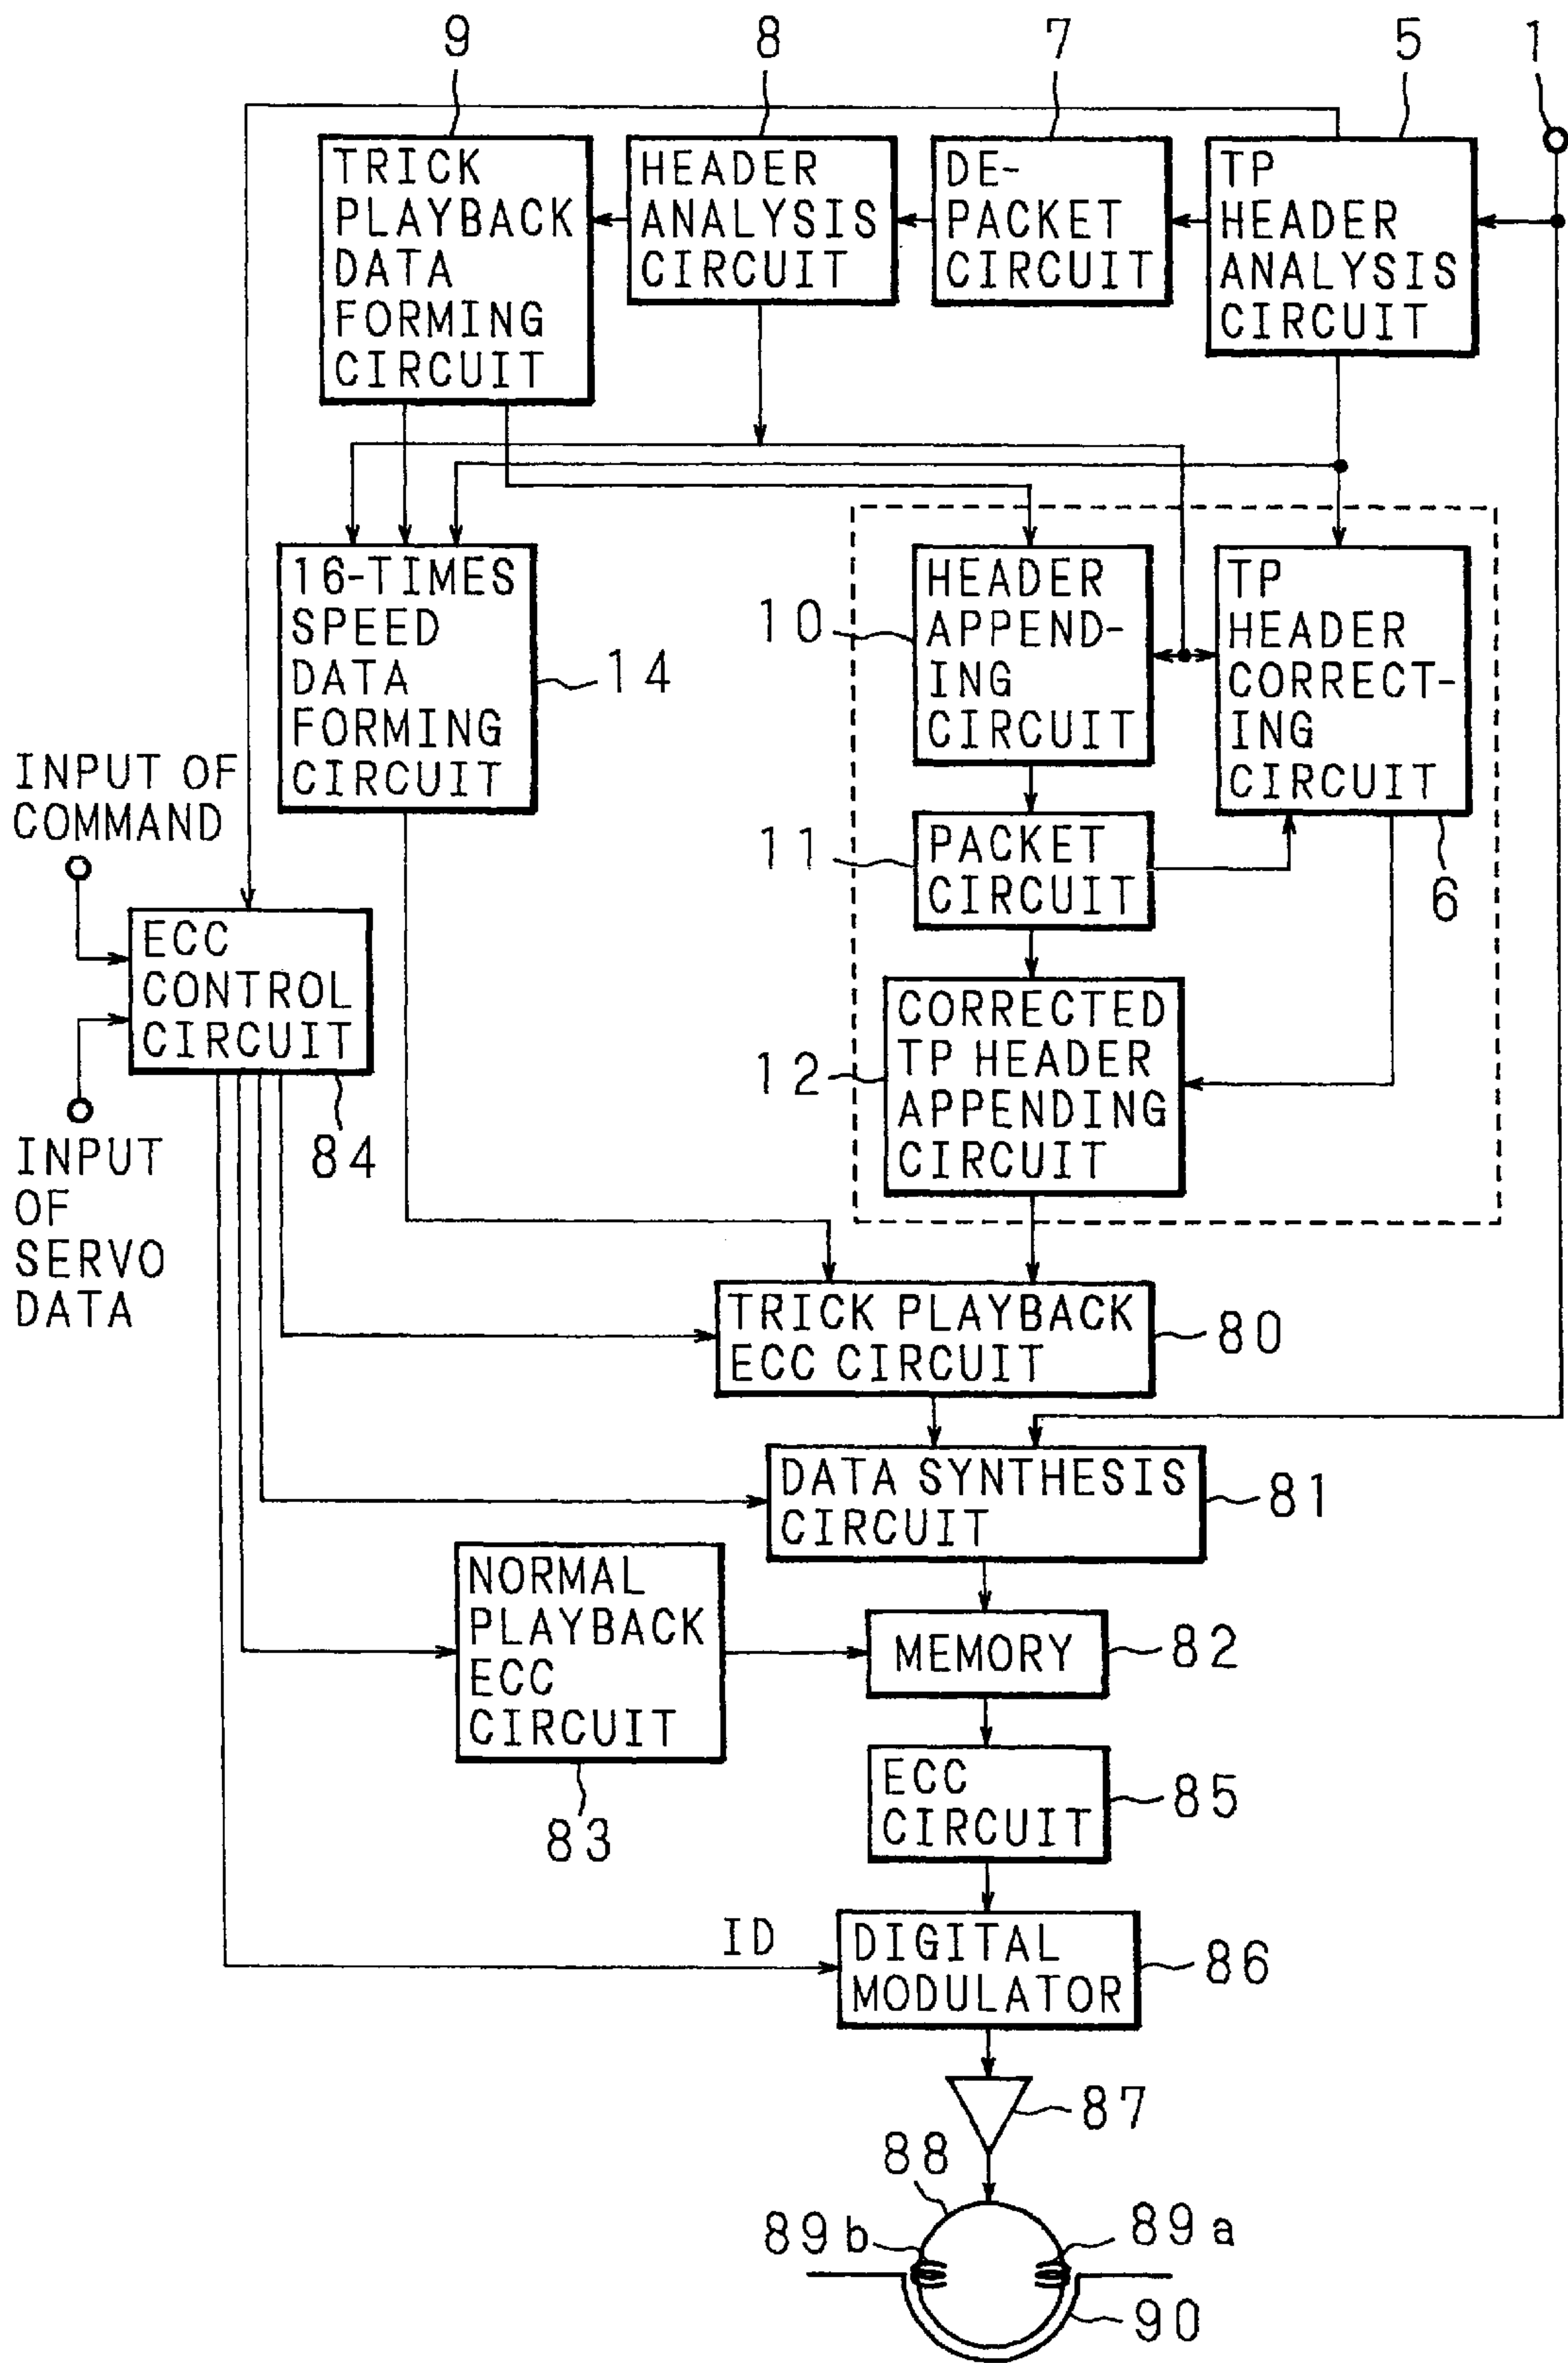 9
8
7
5
1
TRICK
PLAYBACK
DATA
FORMING
CIRCUIT
HEADER
ANALYSIS
CIRCUIT
DE-
PACKET
CIRCUIT
TP
HEADER
ANALYSIS
CIRCUIT
16-TIMES
SPEED
DATA
FORMING
CIRCUIT
14
10
HEADER
APPEND-
ING
CIRCUIT
TP
HEADER
CORRECT-
ING
CIRCUIT
6
11
PACKET
CIRCUIT
INPUT OF
COMMAND
ECC
CONTROL
CIRCUIT
84
INPUT
OF
SERVO
DATA
12
CORRECTED
TP HEADER
APPENDING
CIRCUIT
TRICK PLAYBACK
ECC CIRCUIT
80
DATA SYNTHESIS
CIRCUIT
81
NORMAL
PLAYBACK
ECC
CIRCUIT
83
MEMORY
82
ECC
CIRCUIT
85
ID
DIGITAL
MODULATOR
86
87
88
89b
89a
90